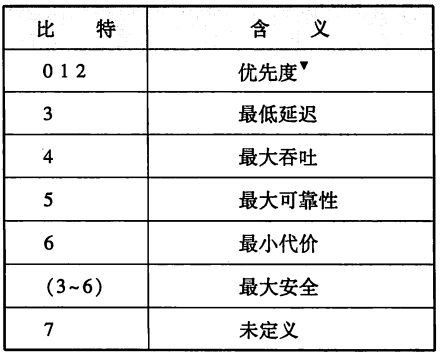 比 特 含 义
0 1 2 优先度▼
3 最低延迟
4 最大吞吐
5 最大可靠性
6 最小代价
(3~6) 最大安全
7 未定义